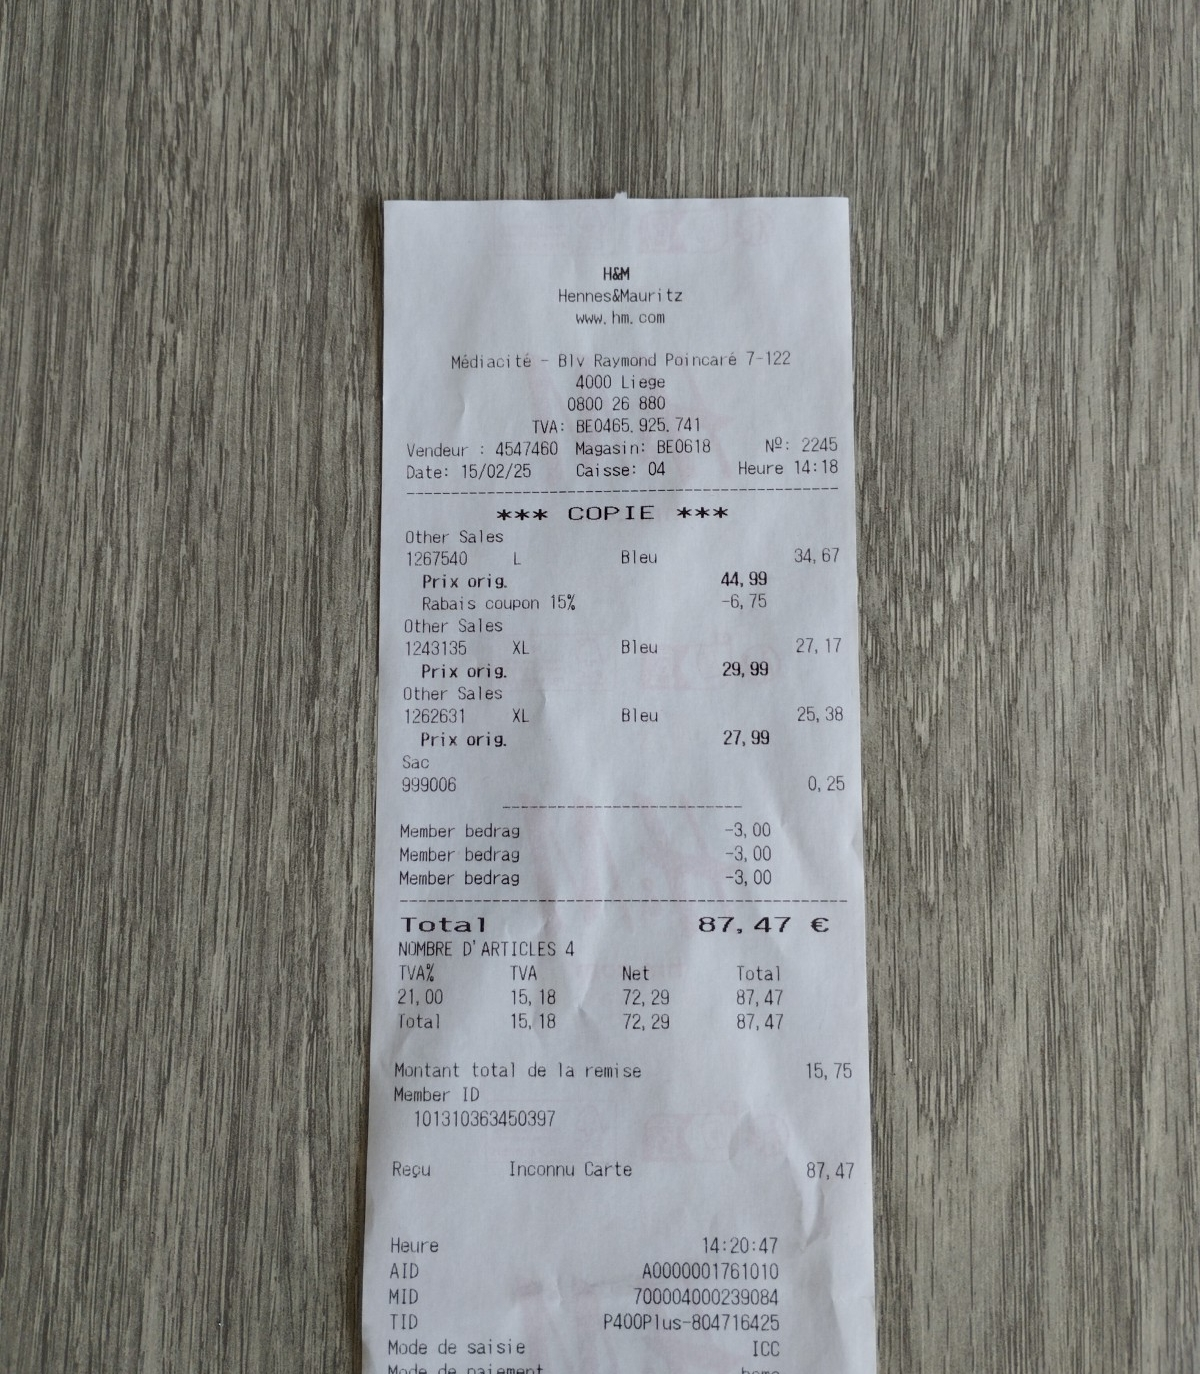 H&M
Hennes&Mauritz
www.hm.com
Médiacité - Blv Raymond Poincaré 7-122
4000 Liege
0800 26 880
TVA: BE0465.925.741
Vendeur : 4547460 Magasin: BE0618 Nº: 2245
Date: 15/02/25 Caisse: 04 Heure 14:18
*** COPIE ***
Other Sales
1267540 L Bleu 34,67
Prix orig. 44,99
Rabais coupon 15% -6,75
Other Sales
1243135 XL Bleu 27,17
Prix orig. 29,99
Other Sales
1262631 XL Bleu 25,38
Prix orig. 27,99
Sac
999006 0,25
Member bedrag -3,00
Member bedrag -3,00
Member bedrag -3,00
Total 87,47 €
NOMBRE D'ARTICLES 4
TVA% TVA Net Total
21,00 15,18 72,29 87,47
Total 15,18 72,29 87,47
Montant total de la remise 15,75
Member ID
101310363450397
Reçu Inconnu Carte 87,47
Heure 14:20:47
AID A0000001761010
MID 700004000239084
TID P400Plus-804716425
Mode de saisie ICC
Mode de paiement